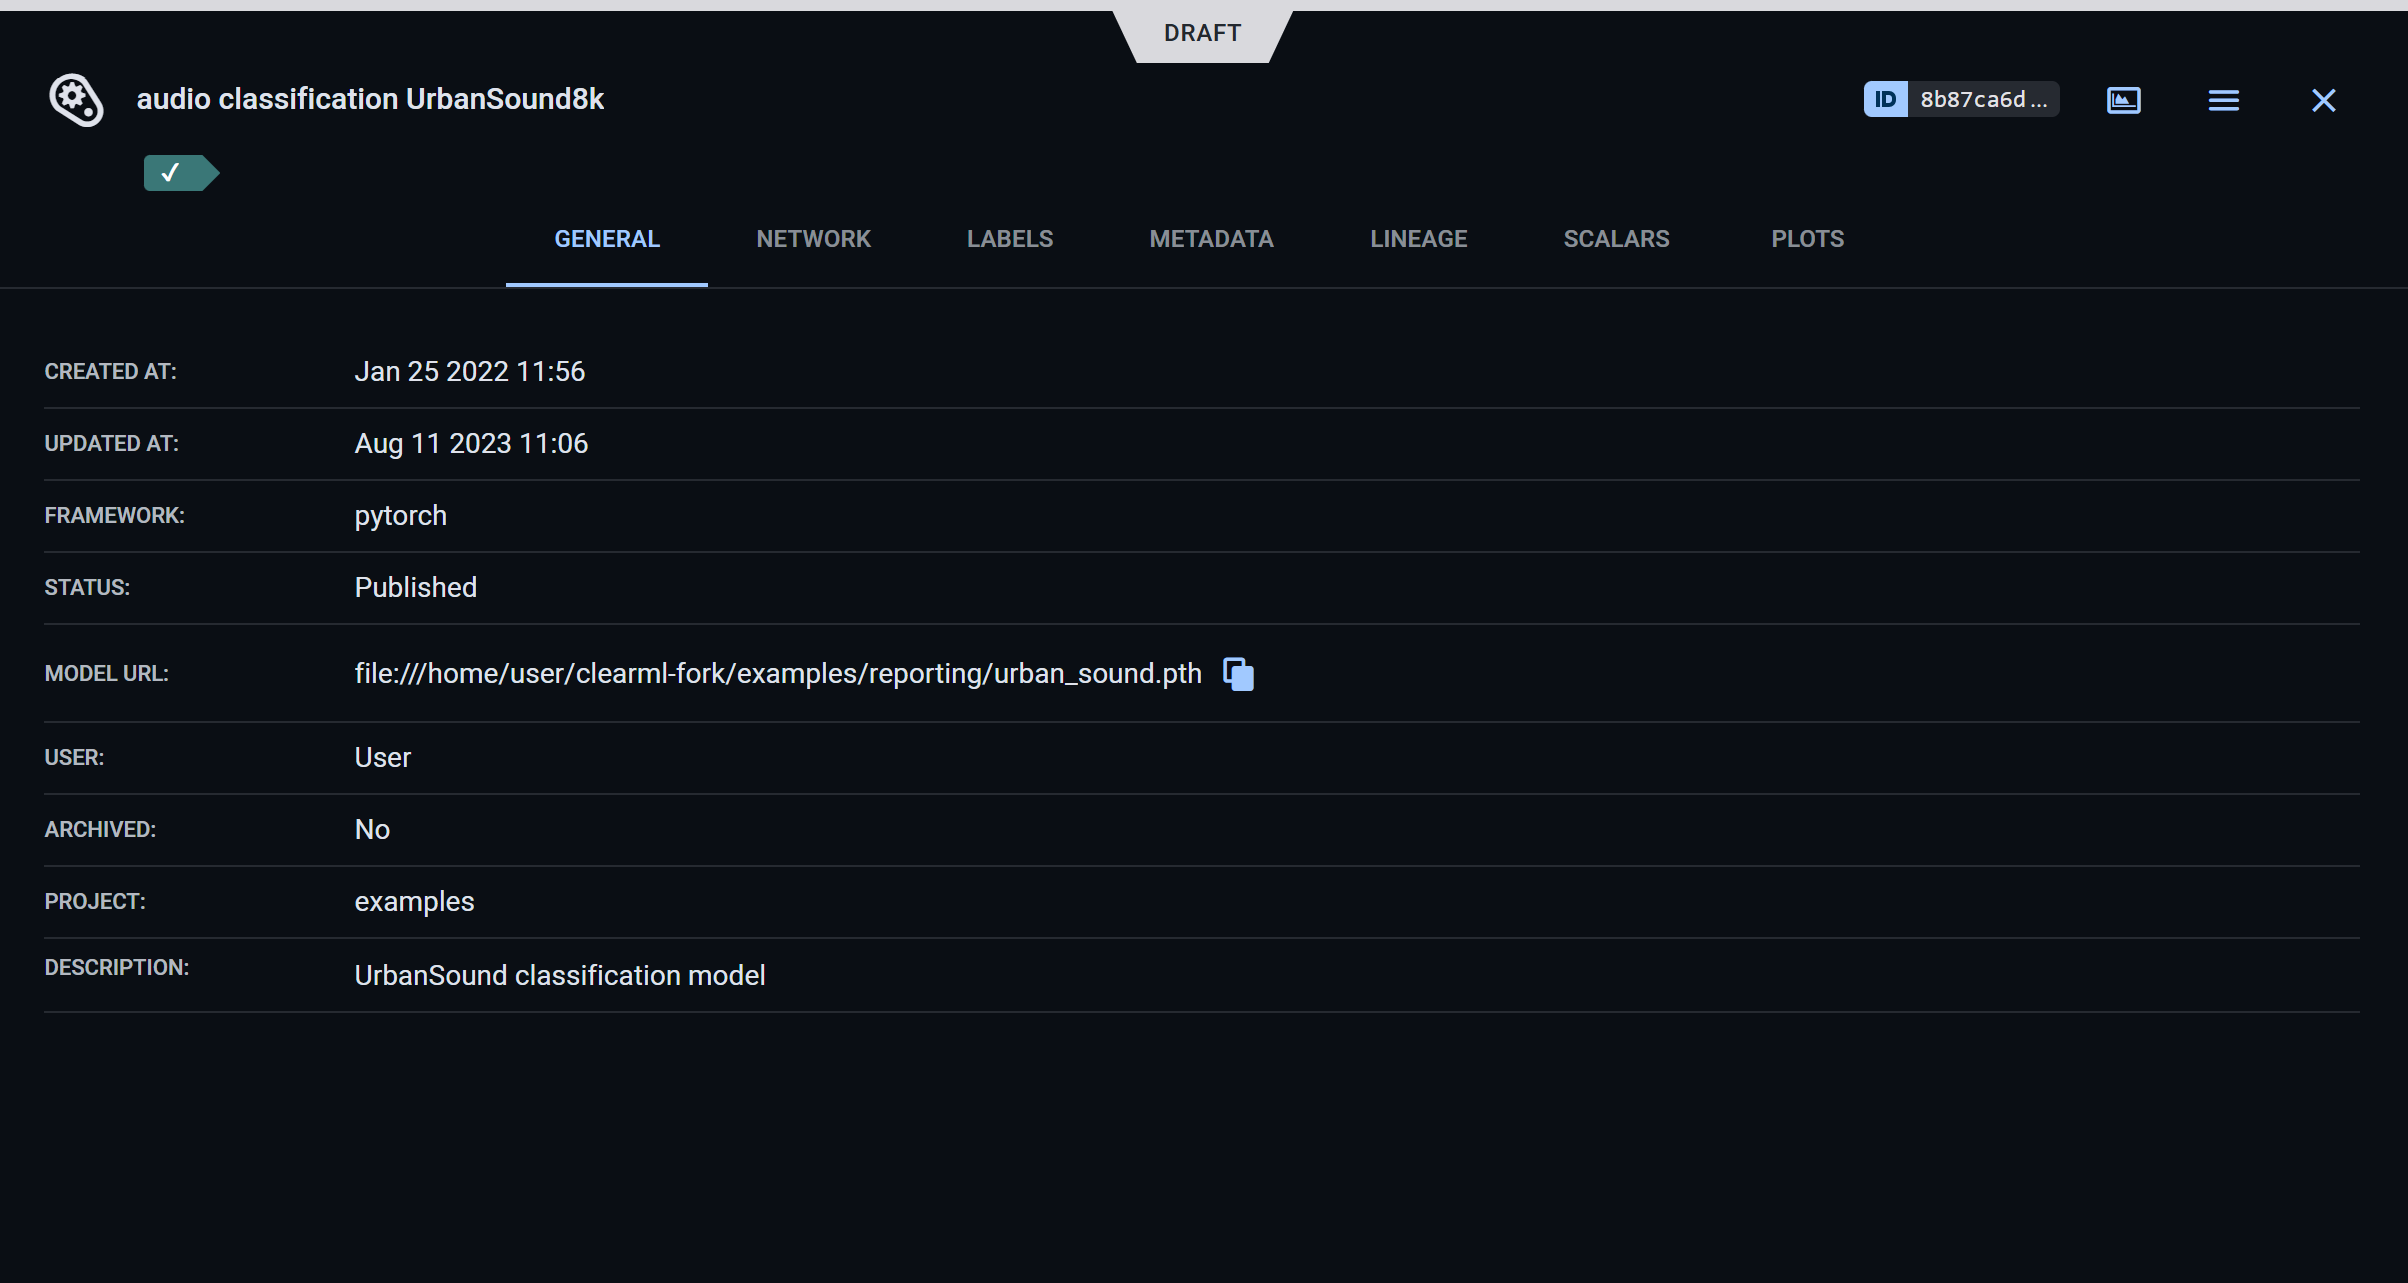 DRAFT
audio classification UrbanSound8k
ID 8b87ca6d...
✓
GENERAL NETWORK LABELS METADATA LINEAGE SCALARS PLOTS
CREATED AT: Jan 25 2022 11:56
UPDATED AT: Aug 11 2023 11:06
FRAMEWORK: pytorch
STATUS: Published
MODEL URL: file:///home/user/clearml-fork/examples/reporting/urban_sound.pth
USER: User
ARCHIVED: No
PROJECT: examples
DESCRIPTION: UrbanSound classification model